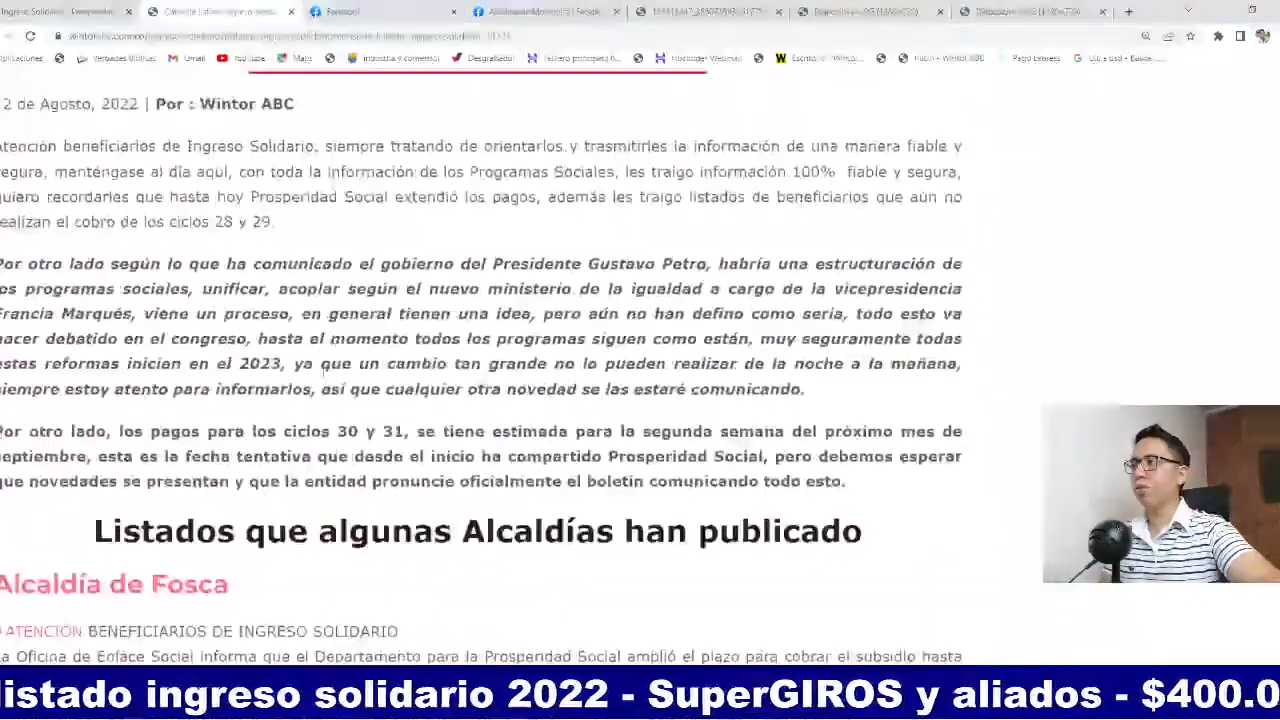 Facebook
Gmail
YouTube
Maps
Industria y comercio
Desgrabador
2 de Agosto, 2022 | Por : Wintor ABC
tención beneficiarios de Ingreso Solidario, siempre tratando de orientarlos y trasmitirles la información de una manera fiable y
egura, manténgase al día aquí, con toda la información de los Programas Sociales, les traigo información 100% fiable y segura,
uiero recordarles que hasta hoy Prosperidad Social extendió los pagos, además les traigo listados de beneficiarios que aún no
ealizan el cobro de los ciclos 28 y 29.
Por otro lado según lo que ha comunicado el gobierno del Presidente Gustavo Petro, habría una estructuración de
os programas sociales, unificar, acoplar según el nuevo ministerio de la igualdad a cargo de la vicepresidencia
Francia Marqués, viene un proceso, en general tienen una idea, pero aún no han defino como seria, todo esto va
hacer debatido en el congreso, hasta el momento todos los programas siguen como están, muy seguramente todas
estas reformas inician en el 2023, ya que un cambio tan grande no lo pueden realizar de la noche a la mañana,
siempre estoy atento para informarlos, así que cualquier otra novedad se las estaré comunicando.
Por otro lado, los pagos para los ciclos 30 y 31, se tiene estimada para la segunda semana del próximo mes de
septiembre, esta es la fecha tentativa que desde el inicio ha compartido Prosperidad Social, pero debemos esperar
que novedades se presentan y que la entidad pronuncie oficialmente el boletín comunicando todo esto.
Listados que algunas Alcaldías han publicado
Alcaldía de Fosca
ATENCIÓN BENEFICIARIOS DE INGRESO SOLIDARIO
a Oficina de Enlace Social informa que el Departamento para la Prosperidad Social amplió el plazo para cobrar el subsidio hasta
listado ingreso solidario 2022 - SuperGIROS y aliados - $400.0